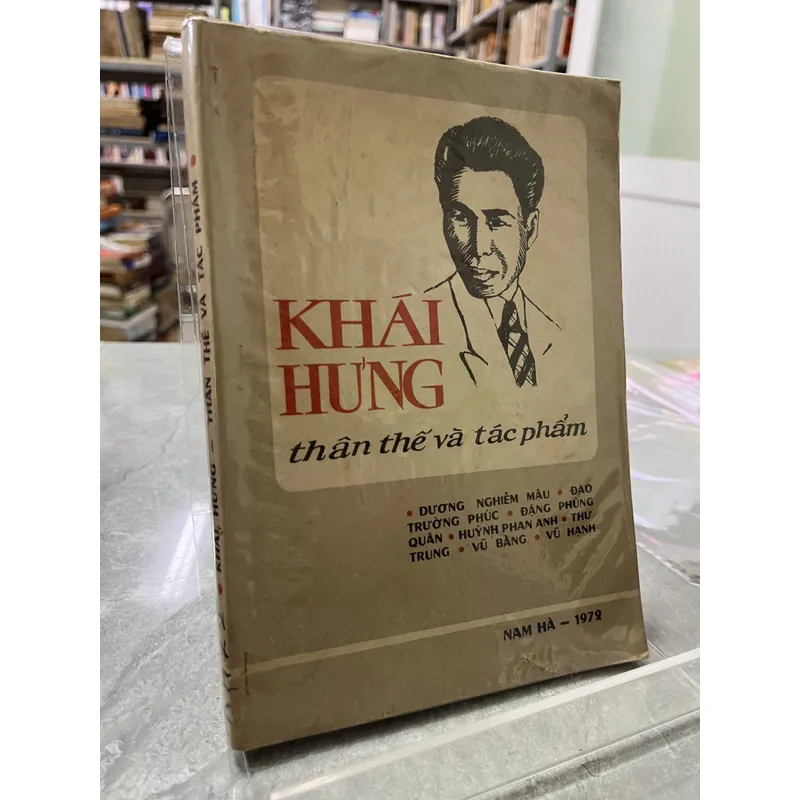 KHÁI
HƯNG
thân thế và tác phẩm
• DƯƠNG NGHIỄM MẬU • ĐÀO
TRƯỜNG PHÚC • ĐẶNG PHÙNG
QUÂN • HUỲNH PHAN ANH • THƯ
TRUNG • VŨ BẰNG • VŨ HẠNH
NAM HÀ – 1972
• KHÁI HƯNG – THÂN THẾ VÀ TÁC PHẨM •